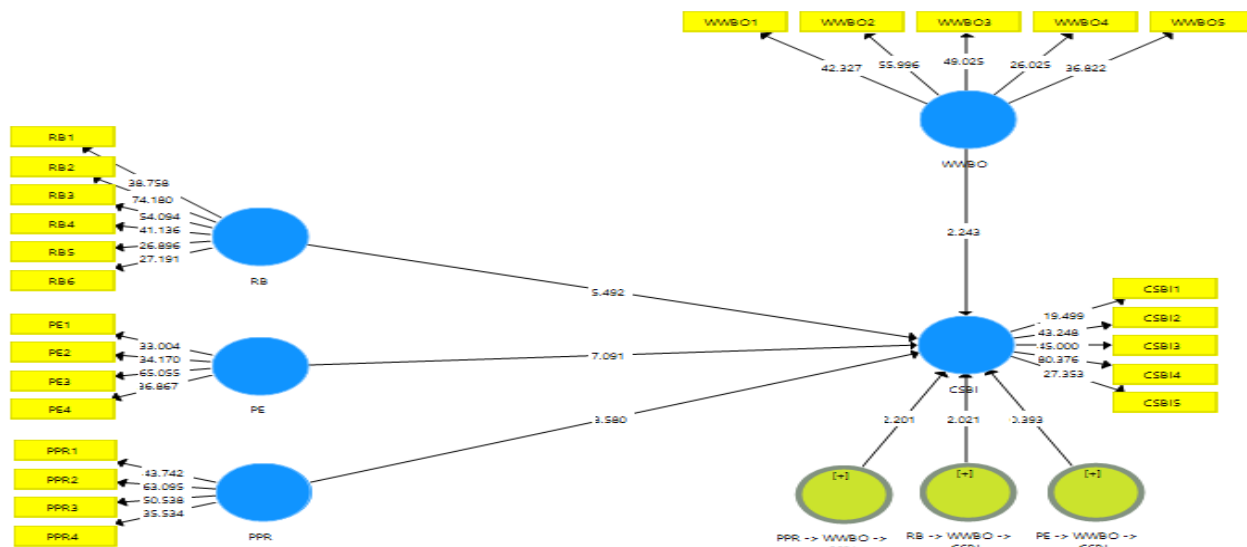 WWBO1 WWBO2 WWBO3 WWBO4 WWBO5
42.327 55.996 49.025 26.025 36.822
WWBO
2.243
RB1
RB2
RB3
RB4
RB5
RB6
38.758
74.180
54.094
41.136
26.896
27.191
RB
5.492
PE1
PE2
PE3
PE4
33.004
34.170
65.055
36.867
PE
7.091
PPR1
PPR2
PPR3
PPR4
43.742
63.095
50.538
35.534
PPR
3.580
CSBI
CSBI1
CSBI2
CSBI3
CSBI4
CSBI5
19.499
43.248
45.000
80.376
27.353
2.201 2.021 0.393
[+] [+] [+]
PPR -> WWBO -> RB -> WWBO -> PE -> WWBO ->